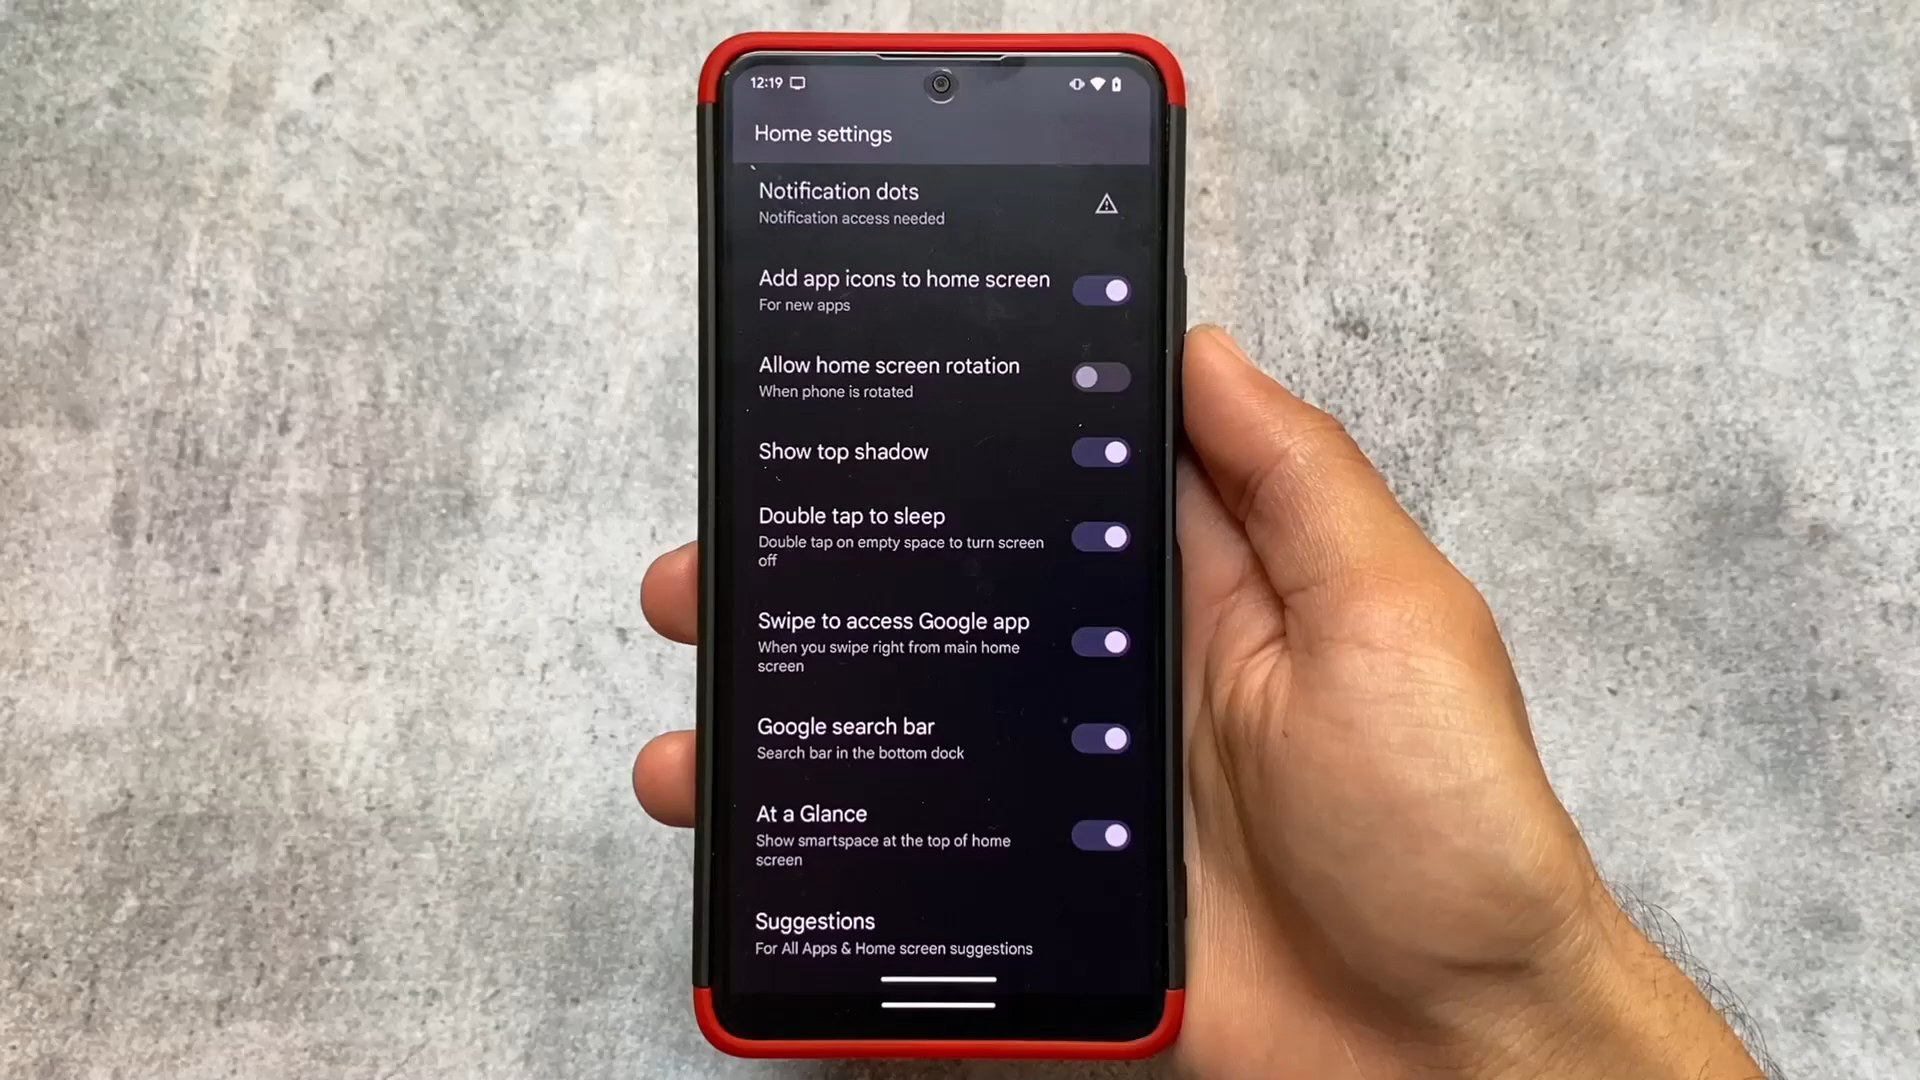 12:19
Home settings
Notification dots
Notification access needed
Add app icons to home screen
For new apps
Allow home screen rotation
When phone is rotated
Show top shadow
Double tap to sleep
Double tap on empty space to turn screen
off
Swipe to access Google app
When you swipe right from main home
screen
Google search bar
Search bar in the bottom dock
At a Glance
Show smartspace at the top of home
screen
Suggestions
For All Apps & Home screen suggestions